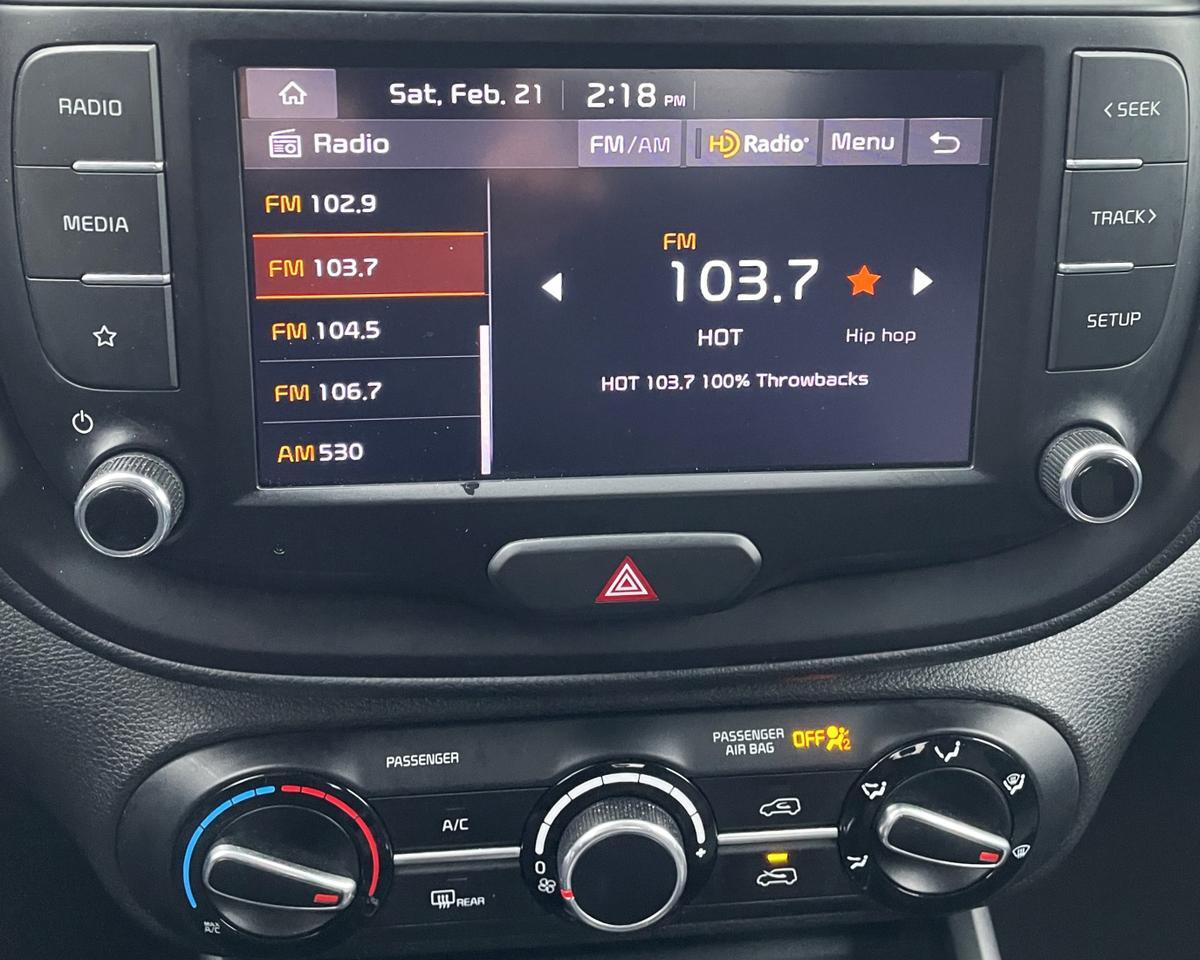 RADIO
MEDIA
Sat, Feb. 21 2:18 PM
Radio FM/AM HD Radio Menu
FM 102.9
FM 103.7
FM 104.5
FM 106.7
AM 530
FM
103.7
HOT Hip hop
HOT 103.7 100% Throwbacks
< SEEK
TRACK >
SETUP
PASSENGER
PASSENGER
AIR BAG
OFF 2
A/C
REAR
MAX
A/C
0
+